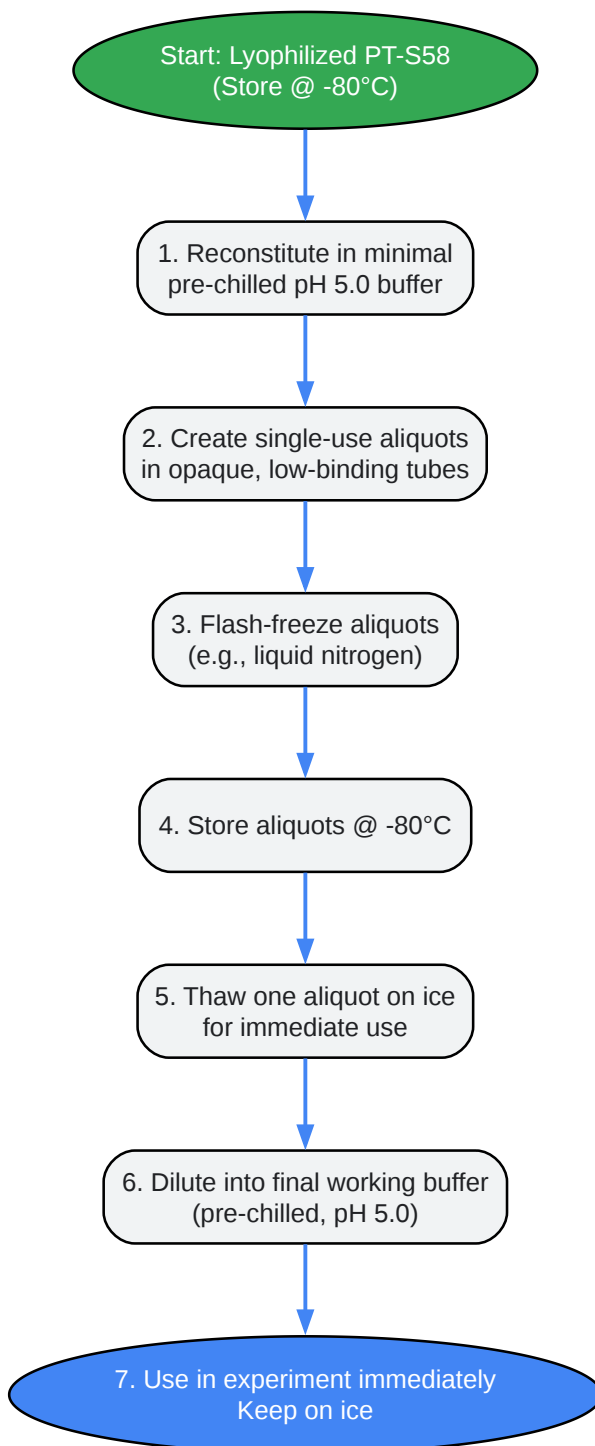 Start: Lyophilized PT-S58
(Store @ -80°C)
1. Reconstitute in minimal
pre-chilled pH 5.0 buffer
2. Create single-use aliquots
in opaque, low-binding tubes
3. Flash-freeze aliquots
(e.g., liquid nitrogen)
4. Store aliquots @ -80°C
5. Thaw one aliquot on ice
for immediate use
6. Dilute into final working buffer
(pre-chilled, pH 5.0)
7. Use in experiment immediately
Keep on ice